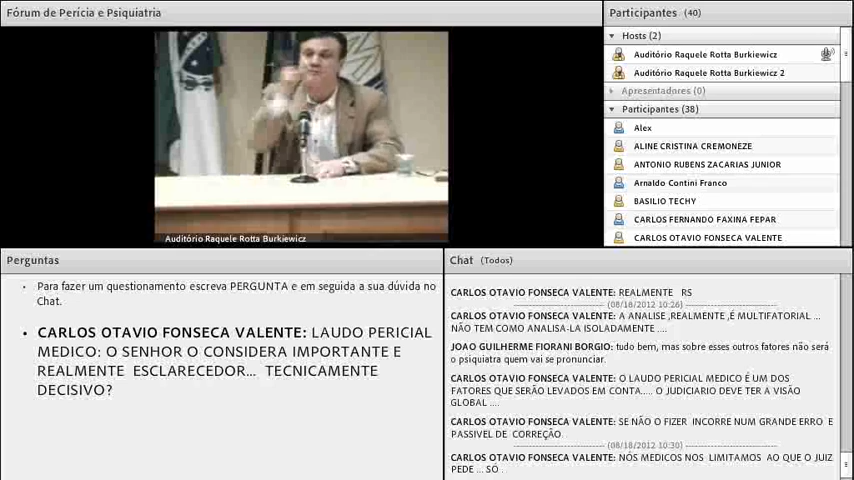 Fórum de Perícia e Psiquiatria
Auditório Raquele Rotta Burkiewicz
Participantes (40)
Hosts (2)
Auditório Raquele Rotta Burkiewicz
Auditório Raquele Rotta Burkiewicz 2
Apresentadores (0)
Participantes (38)
Alex
ALINE CRISTINA CREMONEZE
ANTONIO RUBENS ZACARIAS JUNIOR
Arnaldo Contini Franco
BASILIO TECHY
CARLOS FERNANDO FAXINA FEPAR
CARLOS OTAVIO FONSECA VALENTE
Perguntas
Para fazer um questionamento escreva PERGUNTA e em seguida a sua dúvida no
Chat.
CARLOS OTAVIO FONSECA VALENTE: LAUDO PERICIAL
MEDICO: O SENHOR O CONSIDERA IMPORTANTE E
REALMENTE ESCLARECEDOR... TECNICAMENTE
DECISIVO?
Chat (Todos)
CARLOS OTAVIO FONSECA VALENTE: REALMENTE RS
(08/18/2012 10:26)
CARLOS OTAVIO FONSECA VALENTE: A ANALISE ,REALMENTE ,É MULTIFATORIAL ...
NÃO TEM COMO ANALISA-LA ISOLADAMENTE ....
JOAO GUILHERME FIORANI BORGIO: tudo bem, mas sobre esses outros fatores não será
o psiquiatra quem vai se pronunciar.
CARLOS OTAVIO FONSECA VALENTE: O LAUDO PERICIAL MEDICO É UM DOS
FATORES QUE SERÃO LEVADOS EM CONTA.... O JUDICIARIO DEVE TER A VISÃO
GLOBAL ....
CARLOS OTAVIO FONSECA VALENTE: SE NÃO O FIZER INCORRE NUM GRANDE ERRO E
PASSIVEL DE CORREÇÃO.
(08/18/2012 10:30)
CARLOS OTAVIO FONSECA VALENTE: NÓS MEDICOS NOS LIMITAMOS AO QUE O JUIZ
PEDE ... SÓ .